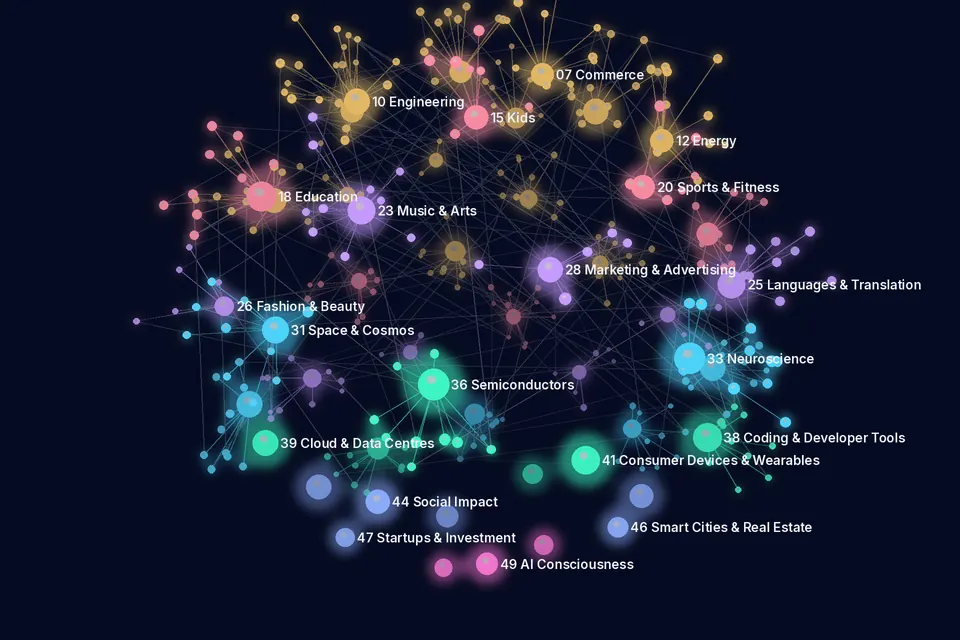 07 Commerce
10 Engineering
15 Kids
12 Energy
20 Sports & Fitness
18 Education
23 Music & Arts
28 Marketing & Advertising
25 Languages & Translation
26 Fashion & Beauty
31 Space & Cosmos
33 Neuroscience
36 Semiconductors
38 Coding & Developer Tools
39 Cloud & Data Centres
41 Consumer Devices & Wearables
44 Social Impact
46 Smart Cities & Real Estate
47 Startups & Investment
49 AI Consciousness